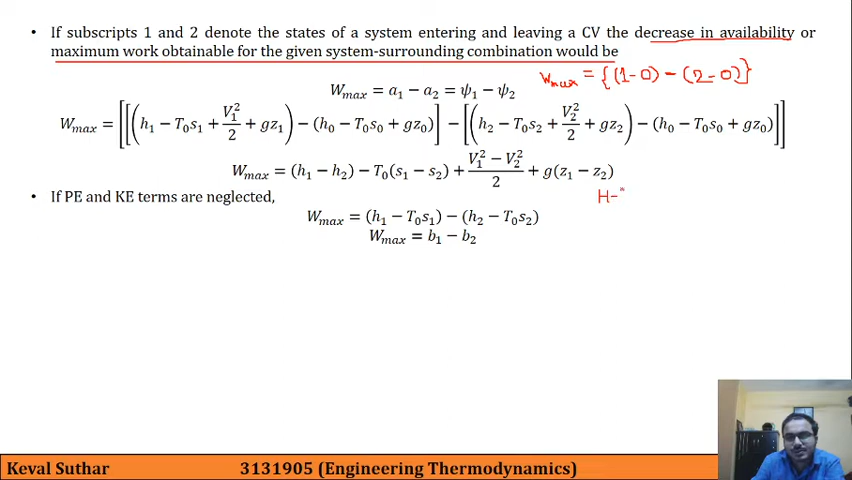 • If subscripts 1 and 2 denote the states of a system entering and leaving a CV the decrease in availability or
maximum work obtainable for the given system-surrounding combination would be
Wmax = {(1-0) - (2-0)}
W_max = a_1 − a_2 = ψ_1 − ψ_2
W_max = [[(h_1 − T_0s_1 + V_1^2/2 + gz_1) − (h_0 − T_0s_0 + gz_0)] − [(h_2 − T_0s_2 + V_2^2/2 + gz_2) − (h_0 − T_0s_0 + gz_0)]]
W_max = (h_1 − h_2) − T_0(s_1 − s_2) + (V_1^2 − V_2^2)/2 + g(z_1 − z_2)
• If PE and KE terms are neglected,
H-
W_max = (h_1 − T_0s_1) − (h_2 − T_0s_2)
W_max = b_1 − b_2
Keval Suthar 3131905 (Engineering Thermodynamics)